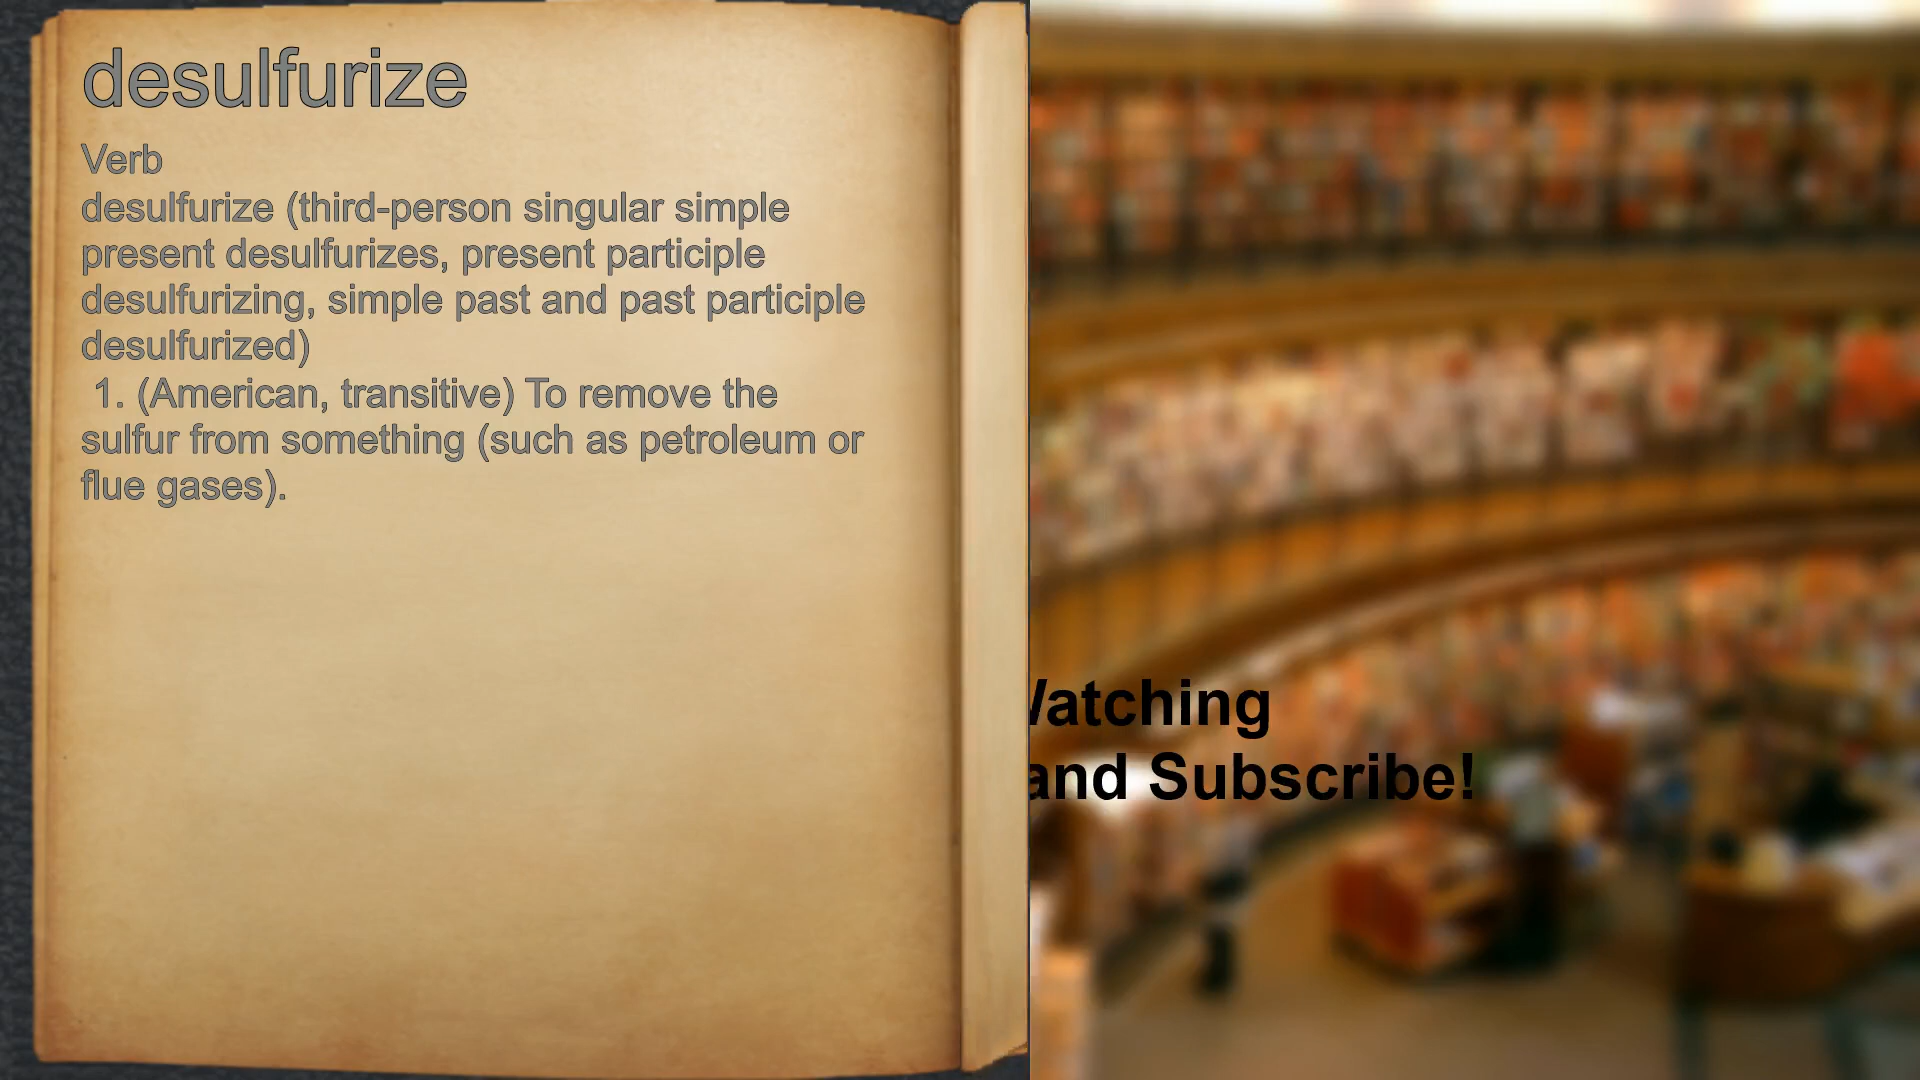 desulfurize
Verb
desulfurize (third-person singular simple
present desulfurizes, present participle
desulfurizing, simple past and past participle
desulfurized)
1. (American, transitive) To remove the
sulfur from something (such as petroleum or
flue gases).
and Subscribe!